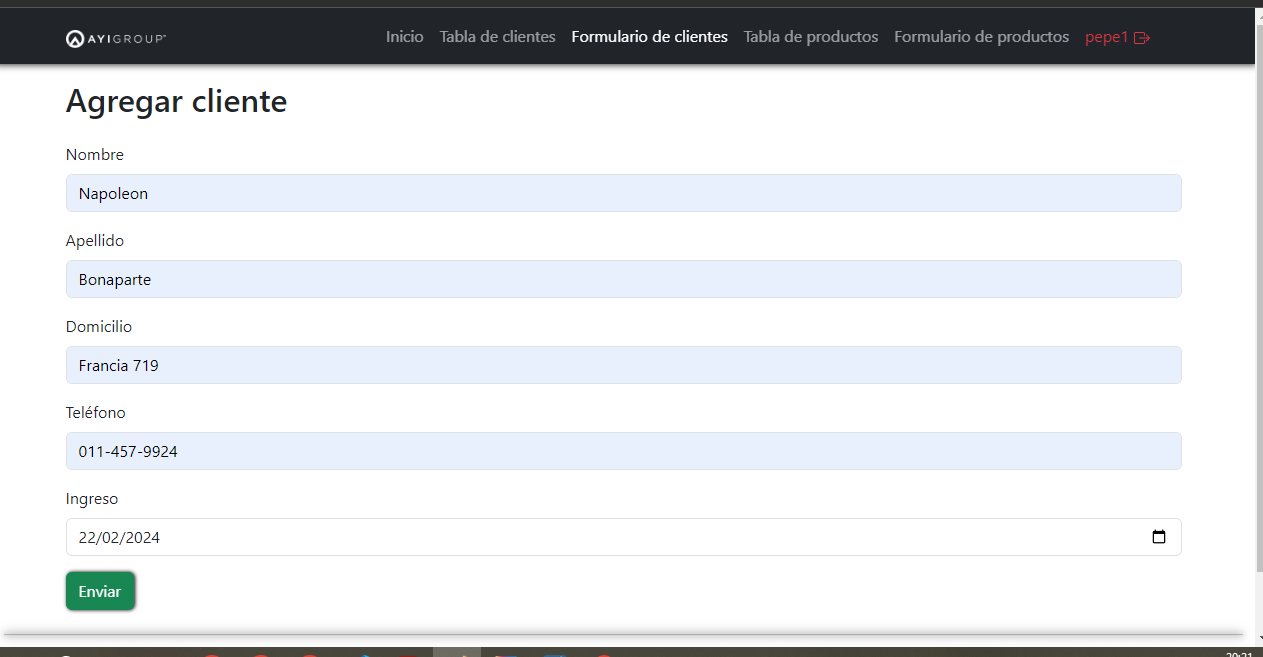 AYIGROUP Inicio Tabla de clientes Formulario de clientes Tabla de productos Formulario de productos pepe1
Agregar cliente
Nombre
Napoleon
Apellido
Bonaparte
Domicilio
Francia 719
Teléfono
011-457-9924
Ingreso
22/02/2024
Enviar